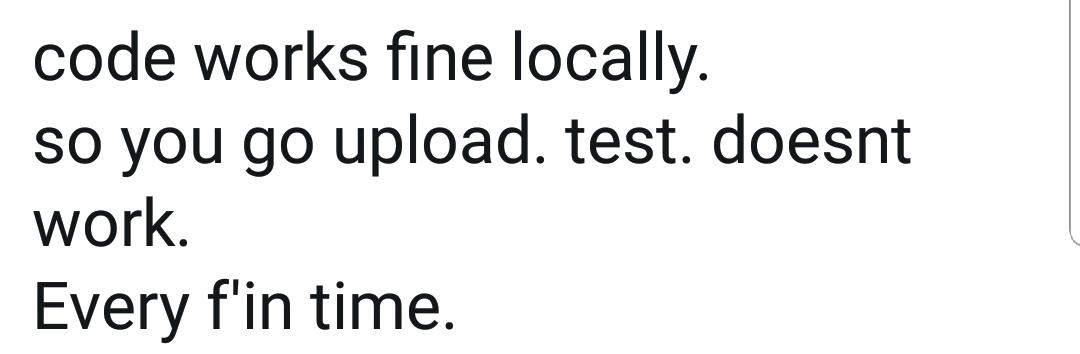 code works fine locally.
so you go upload. test. doesnt
work.
Every f'in time.